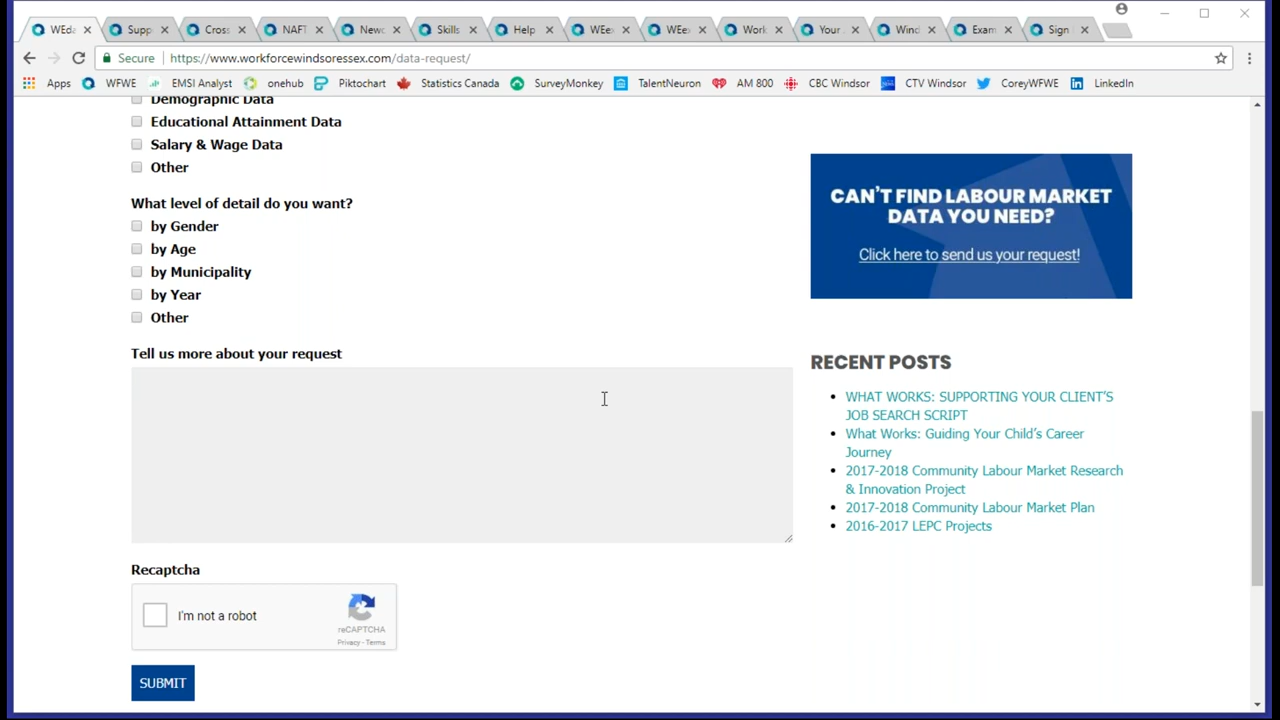 WEda
Supp
Cross
NAFT
Newc
Skills
Help
WEex
WEex
Work
Your
Wind
Exam
Sign
Secure
https://www.workforcewindsoressex.com/data-request/
Apps
WFWE
EMSI Analyst
onehub
Piktochart
Statistics Canada
SurveyMonkey
TalentNeuron
AM 800
CBC Windsor
CTV Windsor
CoreyWFWE
LinkedIn
Demographic Data
Educational Attainment Data
Salary & Wage Data
Other
What level of detail do you want?
by Gender
by Age
by Municipality
by Year
Other
Tell us more about your request
Recaptcha
I'm not a robot
reCAPTCHA
Privacy - Terms
SUBMIT
CAN'T FIND LABOUR MARKET
DATA YOU NEED?
Click here to send us your request!
RECENT POSTS
WHAT WORKS: SUPPORTING YOUR CLIENT'S
JOB SEARCH SCRIPT
What Works: Guiding Your Child's Career
Journey
2017-2018 Community Labour Market Research
& Innovation Project
2017-2018 Community Labour Market Plan
2016-2017 LEPC Projects